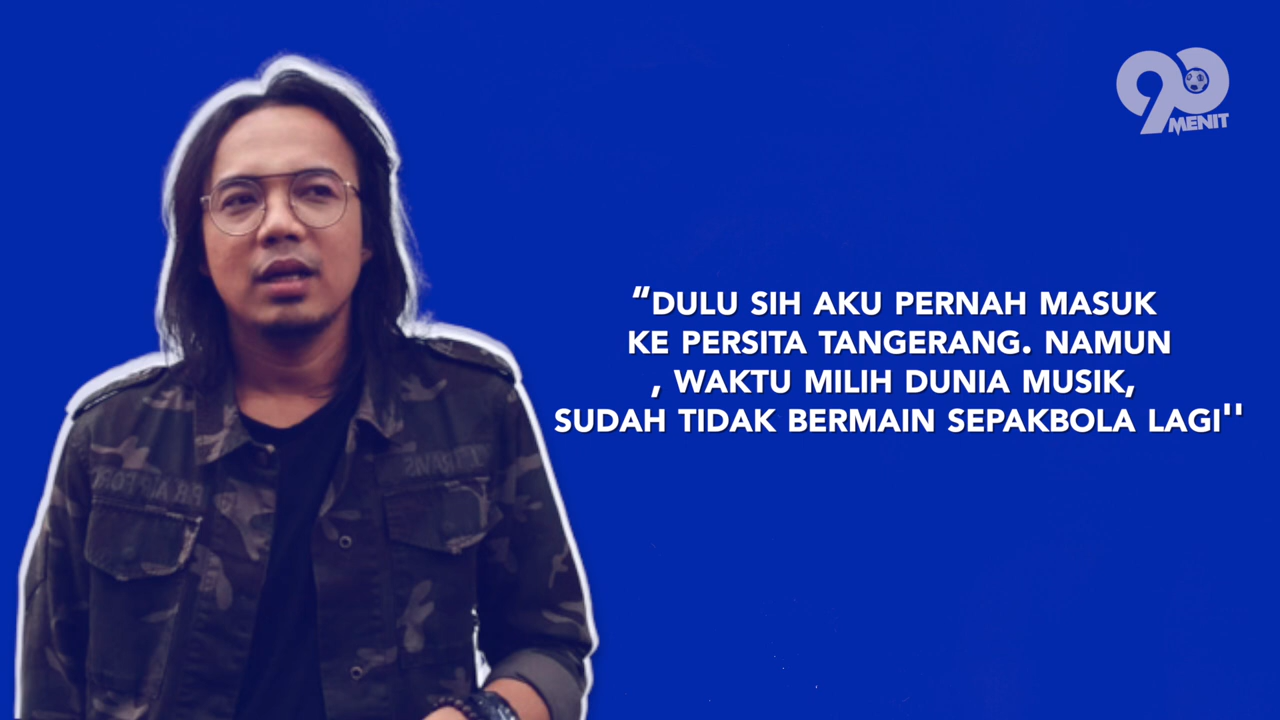 90
MENIT
“DULU SIH AKU PERNAH MASUK
KE PERSITA TANGERANG. NAMUN
, WAKTU MILIH DUNIA MUSIK,
SUDAH TIDAK BERMAIN SEPAKBOLA LAGI''